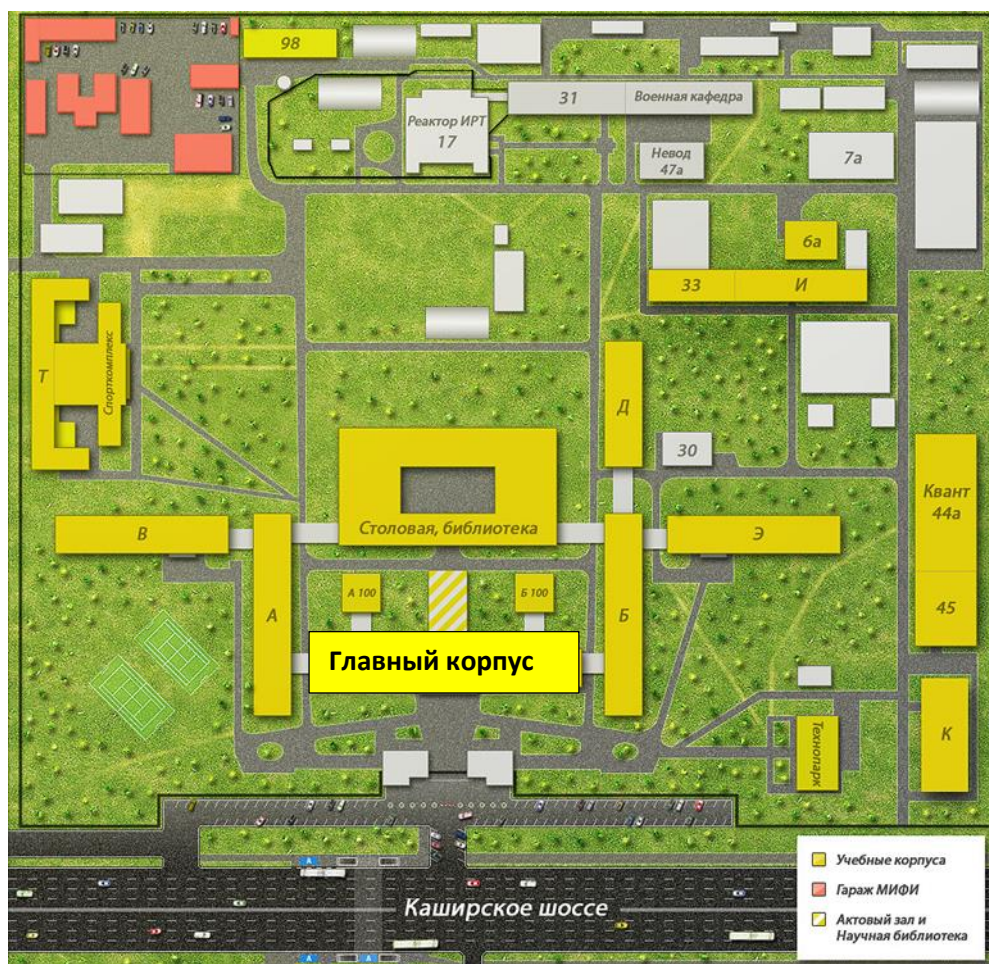 98
31
Военная кафедра
Реактор ИРТ
17
Невод
47а
7а
6а
33
И
Т
Спорткомплекс
Д
30
Квант
44а
Столовая, библиотека
В
Э
А
А 100
Б 100
Б
45
Главный корпус
К
Технопарк
Учебные корпуса
Гараж МИФИ
Актовый зал и
Научная библиотека
А
Каширское шоссе
А
А